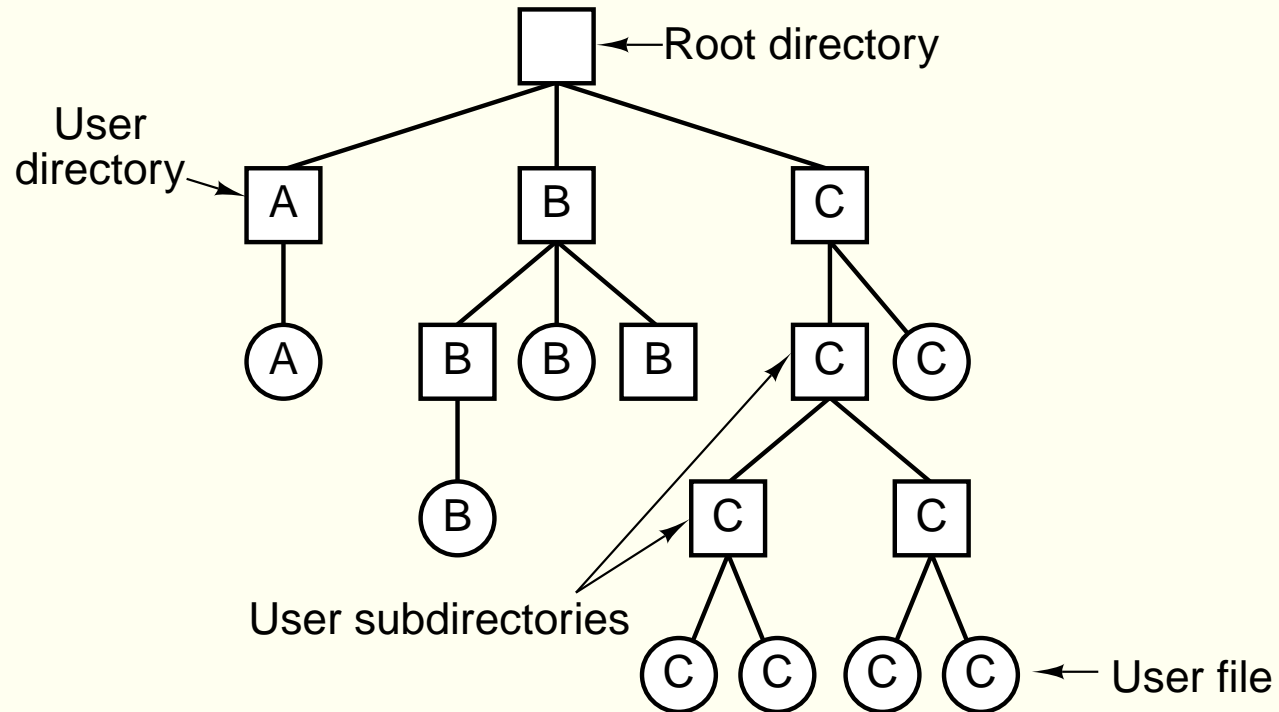 Root directory
User
directory
A
B
C
A
B
B
B
C
C
B
C
C
User subdirectories
C
C
C
C
User file